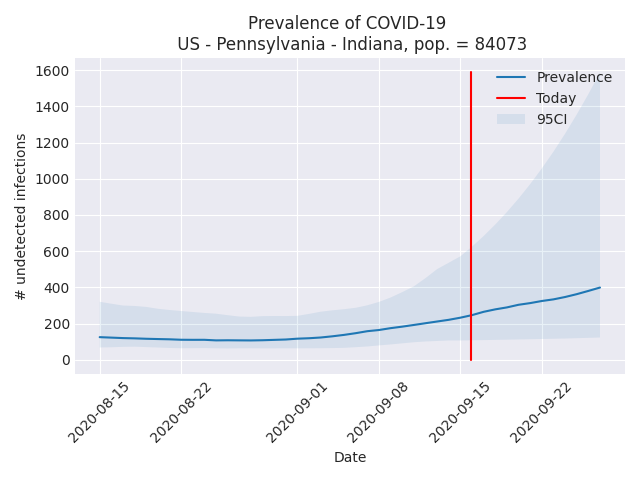 Prevalence of COVID-19
US - Pennsylvania - Indiana, pop. = 84073
Prevalence
Today
95CI
# undetected infections
1600
1400
1200
1000
800
600
400
200
0
2020-08-15
2020-08-22
2020-09-01
2020-09-08
2020-09-15
2020-09-22
Date